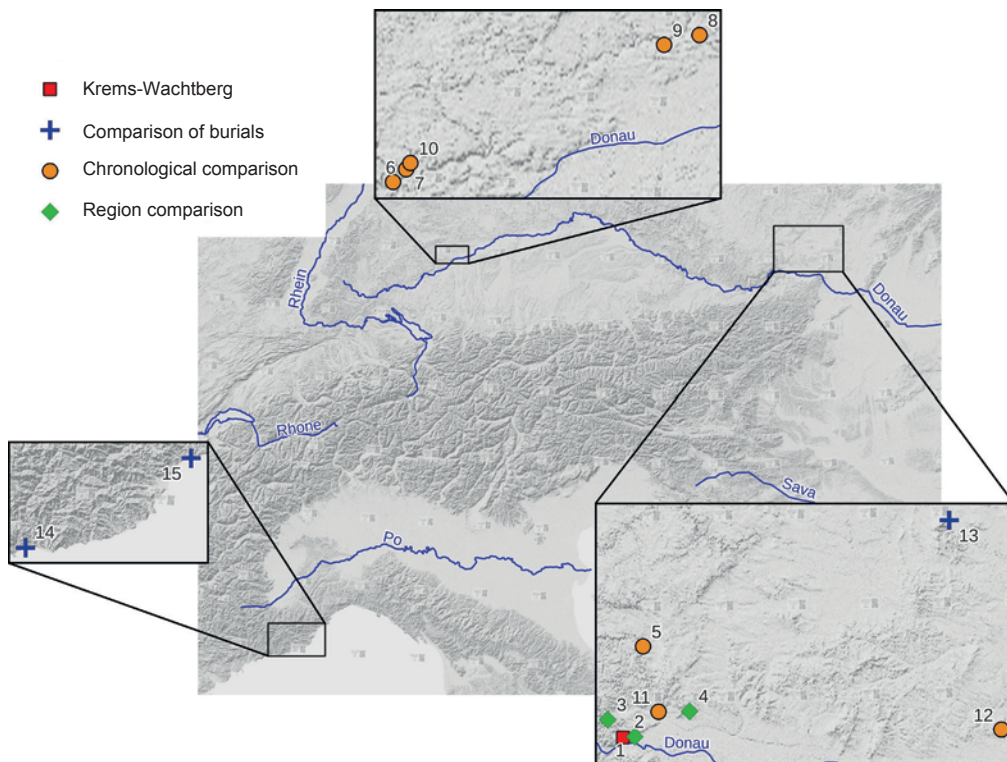 Krems-Wachtberg
Comparison of burials
Chronological comparison
Region comparison
9
8
Donau
10
6
7
Rhein
Donau
Rhone
15
14
Po
Sava
13
5
11
4
3
2
1
12
Donau